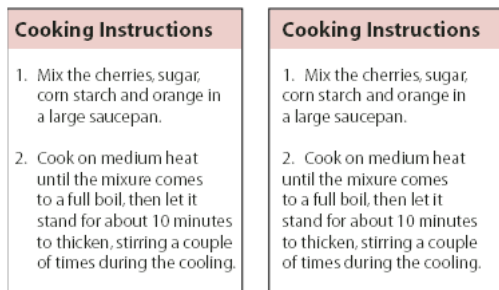 Cooking Instructions
1. Mix the cherries, sugar,
corn starch and orange in
a large saucepan.
2. Cook on medium heat
until the mixure comes
to a full boil, then let it
stand for about 10 minutes
to thicken, stirring a couple
of times during the cooling.
Cooking Instructions
1. Mix the cherries, sugar,
corn starch and orange in
a large saucepan.
2. Cook on medium heat
until the mixure comes
to a full boil, then let it
stand for about 10 minutes
to thicken, stirring a couple
of times during the cooling.